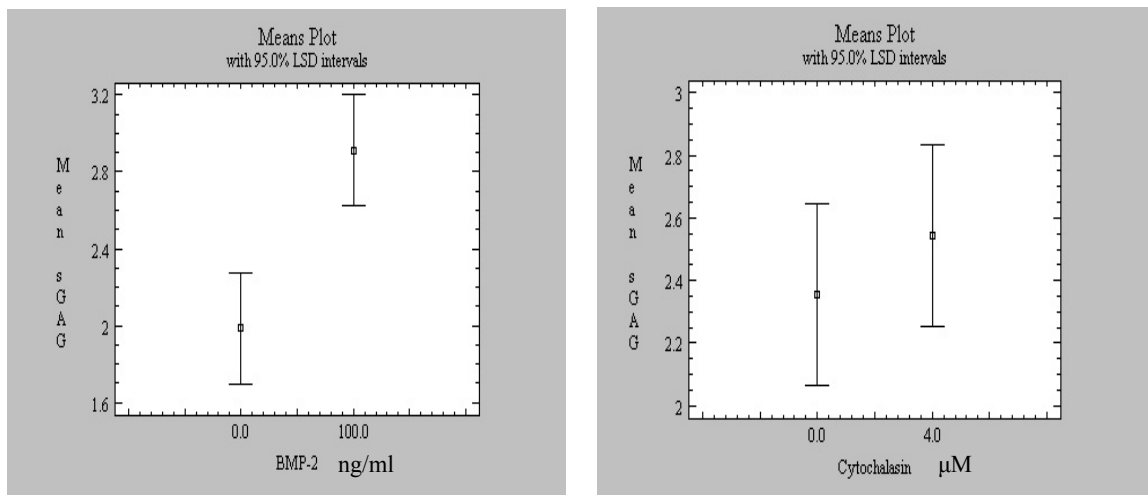 Means Plot
with 95.0% LSD intervals
3.2
2.8
2.4
2
1.6
Mean sGAG
0.0 100.0
BMP-2 ng/ml
Means Plot
with 95.0% LSD intervals
3
2.8
2.6
2.4
2.2
2
Mean sGAG
0.0 4.0
Cytochalasin μM